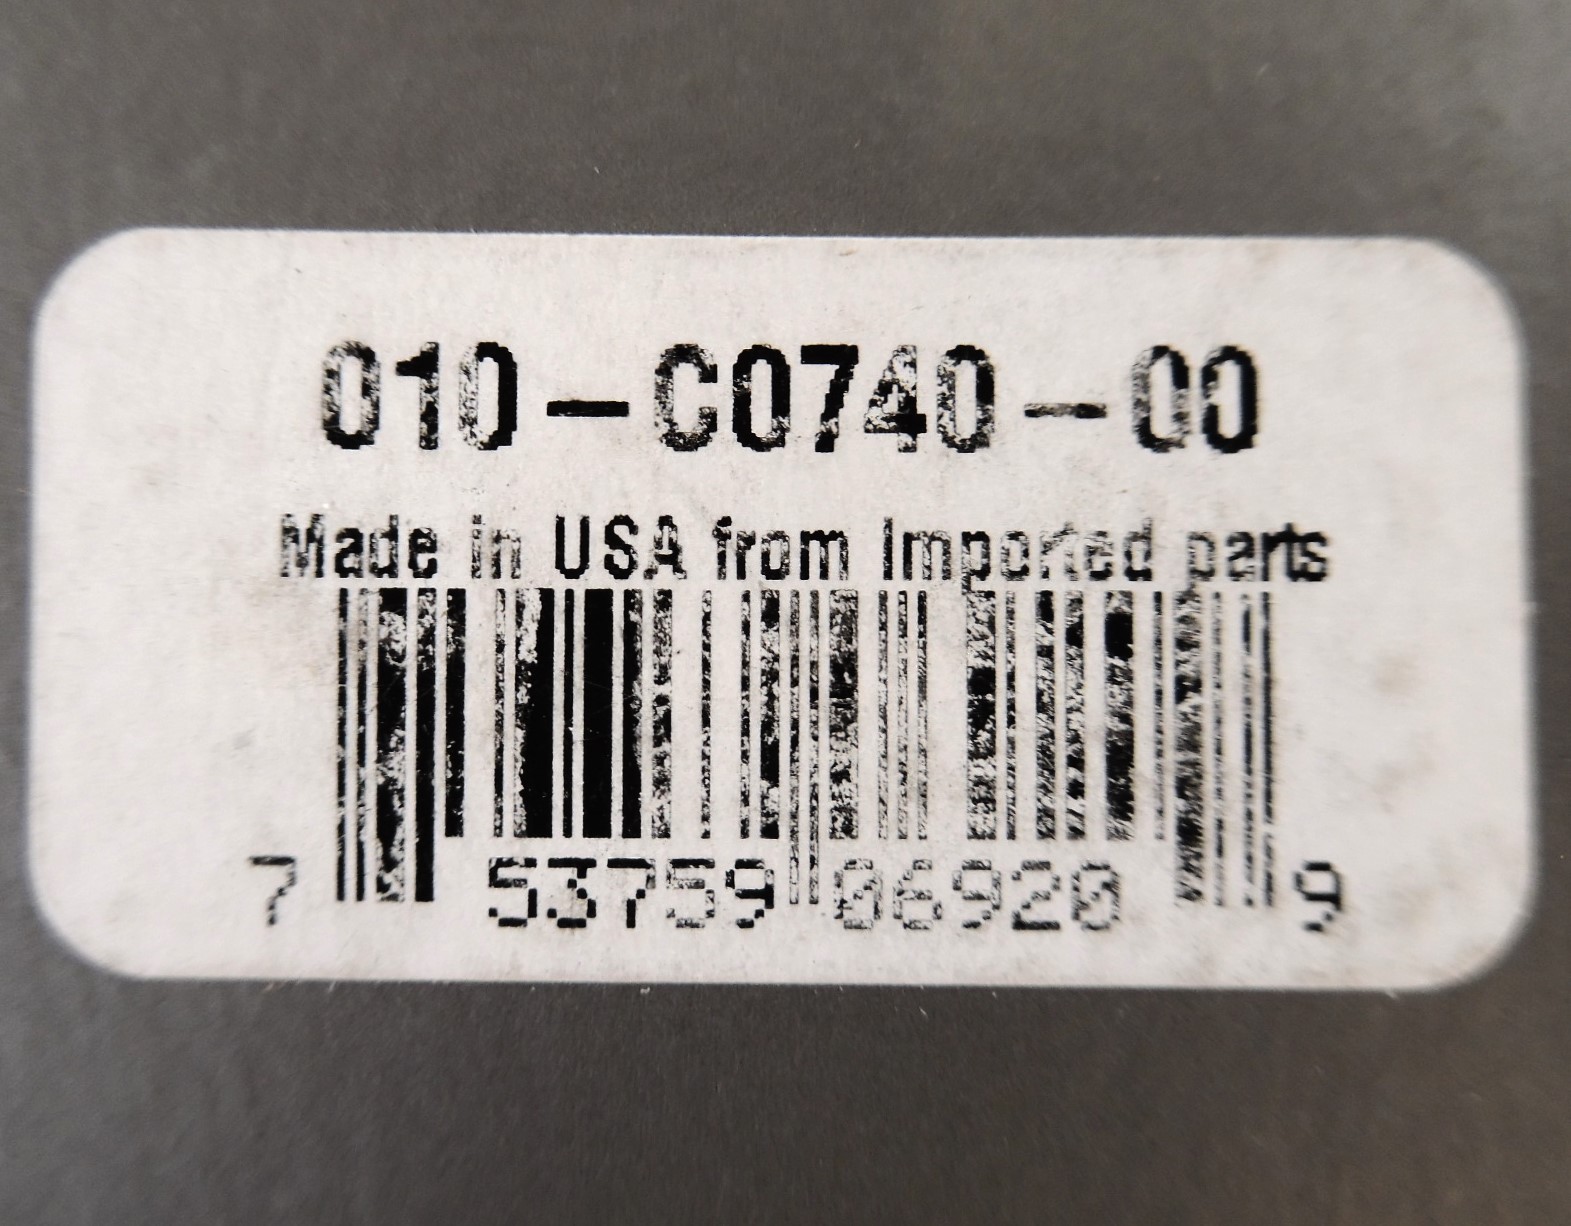 010-C0740-00
Made in USA from Imported parts
7 53759 06920 9